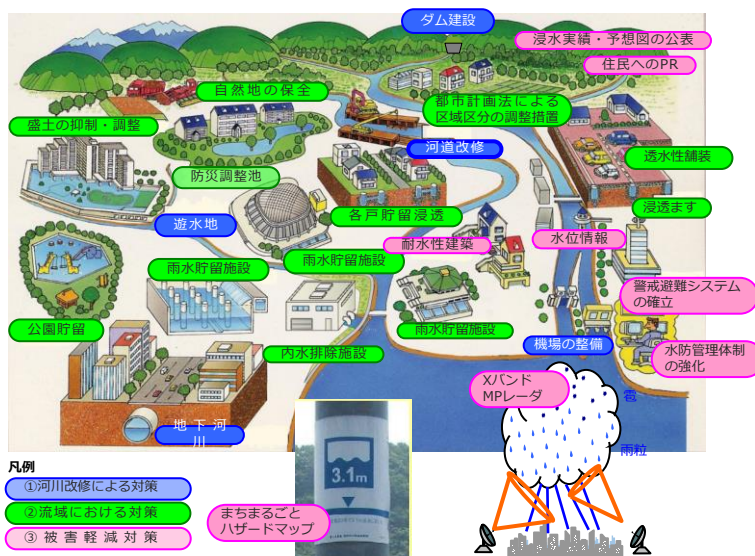 ダム建設
浸水実績・予想図の公表
住民へのPR
自然地の保全
都市計画法による
区域区分の調整措置
盛土の抑制・調整
河道改修
透水性舗装
防災調整池
浸透ます
各戸貯留浸透
遊水地
耐水性建築
水位情報
雨水貯留施設
雨水貯留施設
警戒避難システム
の確立
公園貯留
雨水貯留施設
機場の整備
水防管理体制
の強化
内水排除施設
Xバンド
MPレーダ
雹
地下河
川
雨粒
凡例
①河川改修による対策
②流域における対策
③被害軽減対策
まちまるごと
ハザードマップ
3.1m